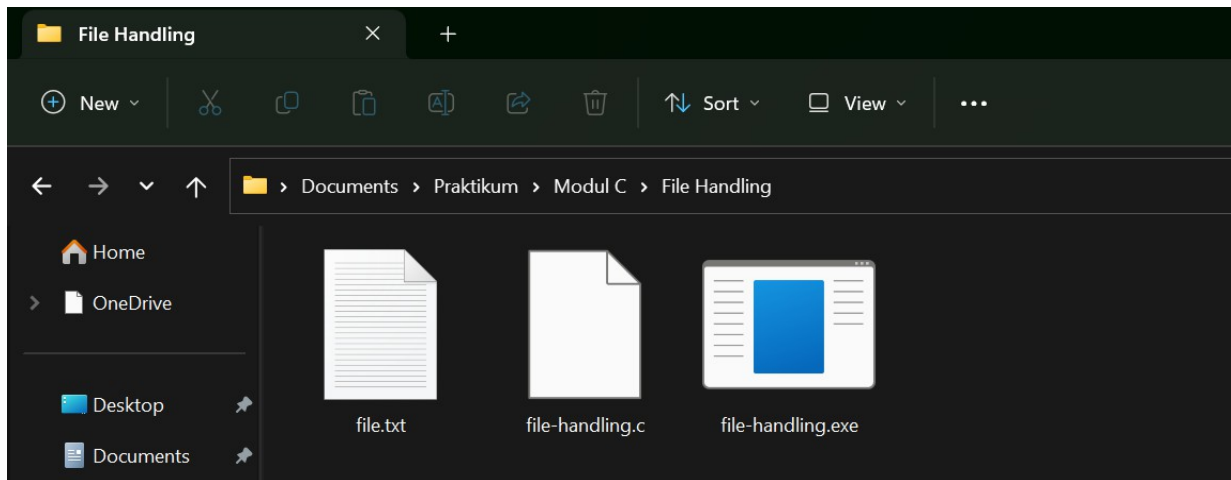 File Handling
New
Sort
View
Documents > Praktikum > Modul C > File Handling
Home
OneDrive
Desktop
Documents
file.txt
file-handling.c
file-handling.exe